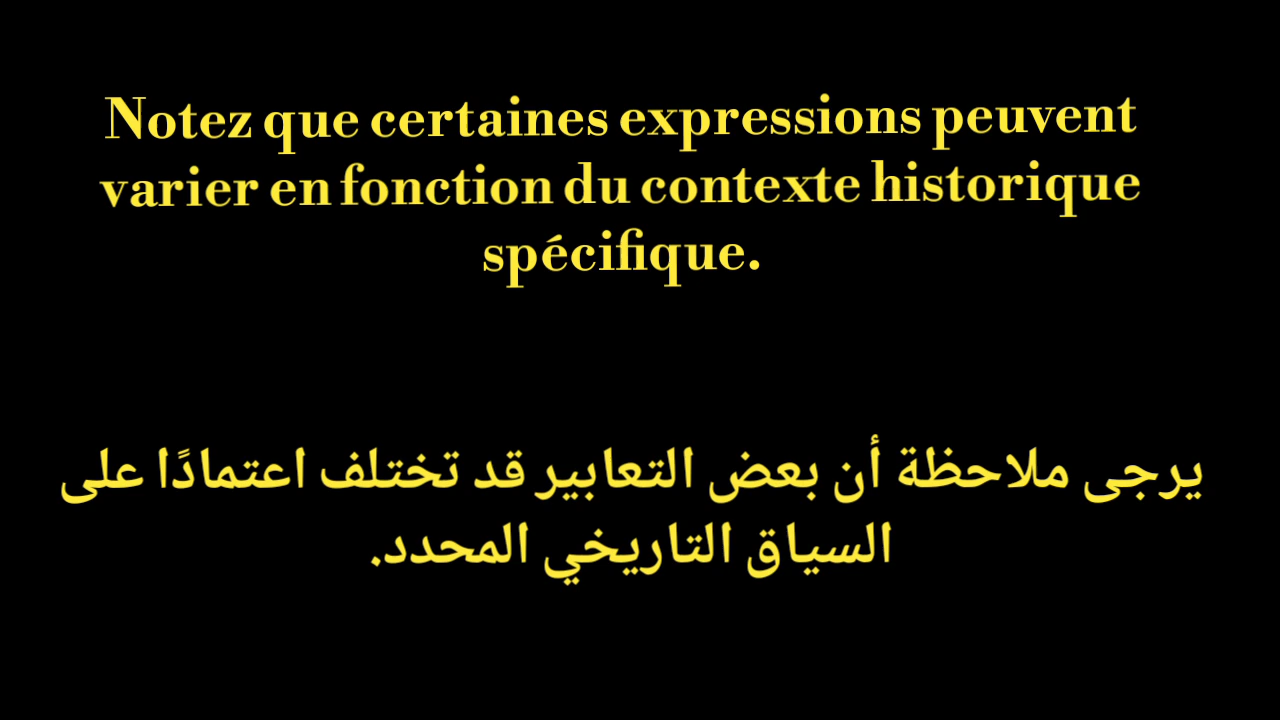 Notez que certaines expressions peuvent
varier en fonction du contexte historique
spécifique.
يرجى ملاحظة أن بعض التعابير قد تختلف اعتمادًا على
السياق التاريخي المحدد.